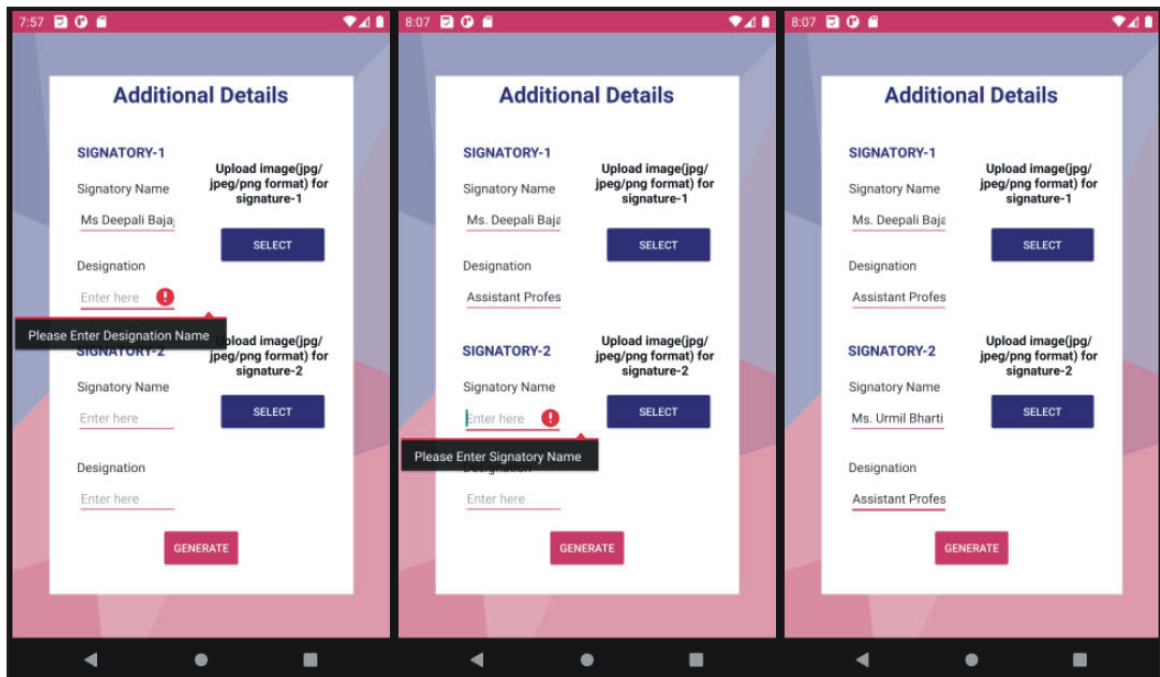 7:57
Additional Details
SIGNATORY-1
Upload image(jpg/
jpeg/png format) for
signature-1
Signatory Name
Ms Deepali Bajaj
SELECT
Designation
Enter here
Please Enter Designation Name
SIGNATORY-2
Upload image(jpg/
jpeg/png format) for
signature-2
Signatory Name
Enter here
SELECT
Designation
Enter here
GENERATE
8:07
Additional Details
SIGNATORY-1
Upload image(jpg/
jpeg/png format) for
signature-1
Signatory Name
Ms. Deepali Baja
SELECT
Designation
Assistant Profes
SIGNATORY-2
Upload image(jpg/
jpeg/png format) for
signature-2
Signatory Name
Enter here
SELECT
Please Enter Signatory Name
Designation
Enter here
GENERATE
8:07
Additional Details
SIGNATORY-1
Upload image(jpg/
jpeg/png format) for
signature-1
Signatory Name
Ms. Deepali Baja
SELECT
Designation
Assistant Profes
SIGNATORY-2
Upload image(jpg/
jpeg/png format) for
signature-2
Signatory Name
Ms. Urmil Bharti
SELECT
Designation
Assistant Profes
GENERATE